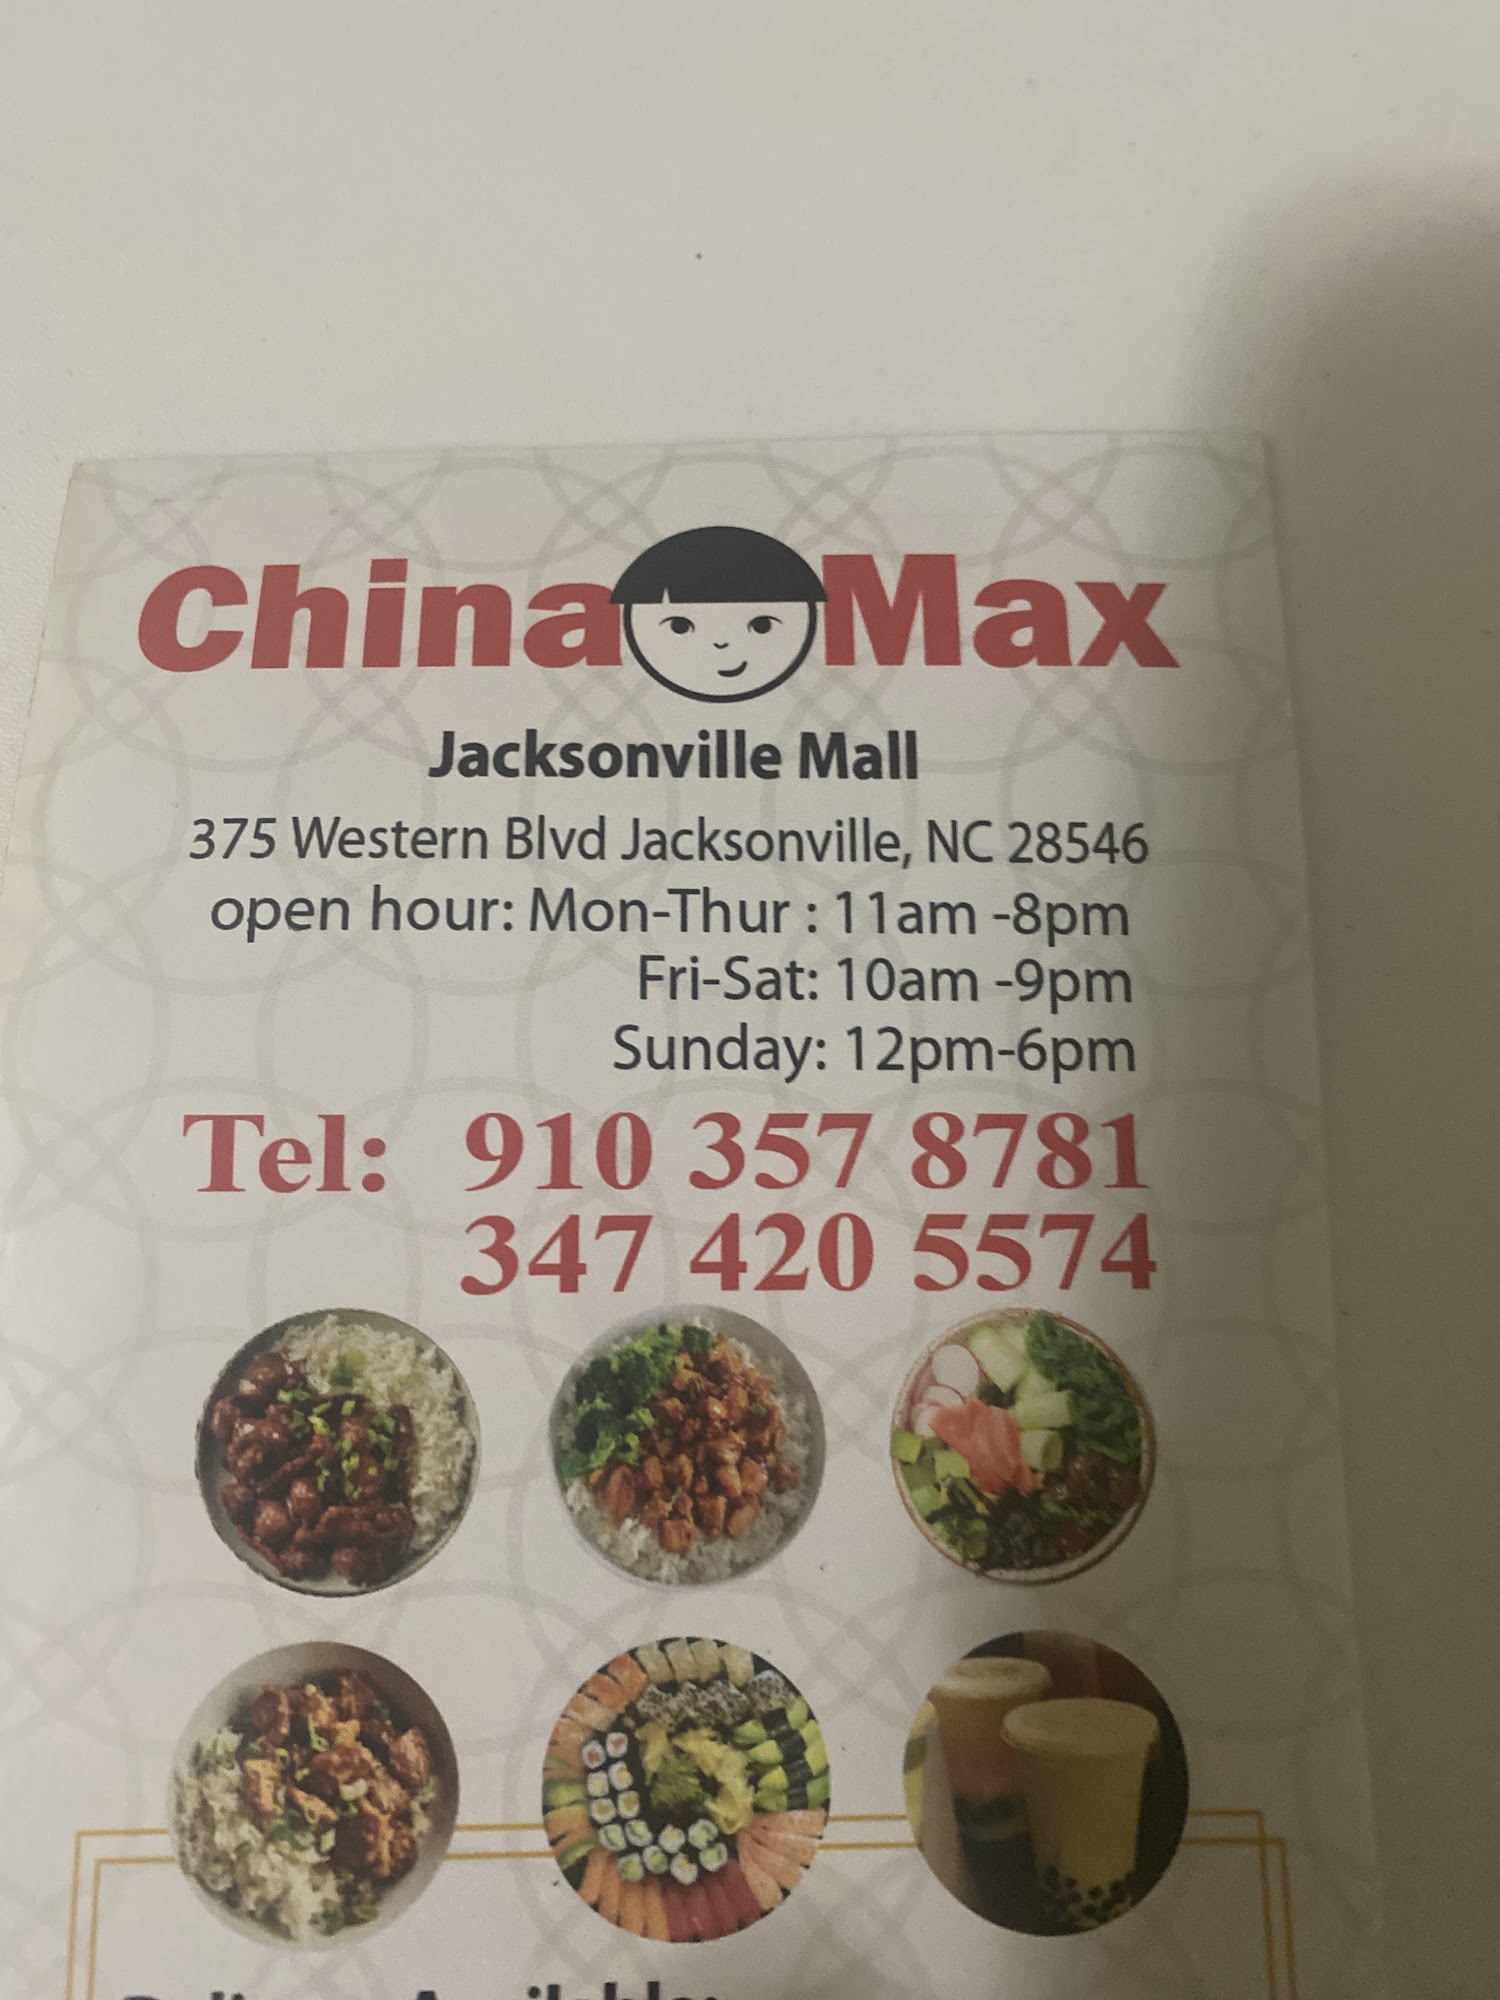 China Max
Jacksonville Mall
375 Western Blvd Jacksonville, NC 28546
open hour: Mon-Thur : 11am -8pm
Fri-Sat: 10am -9pm
Sunday: 12pm-6pm
Tel: 910 357 8781
347 420 5574